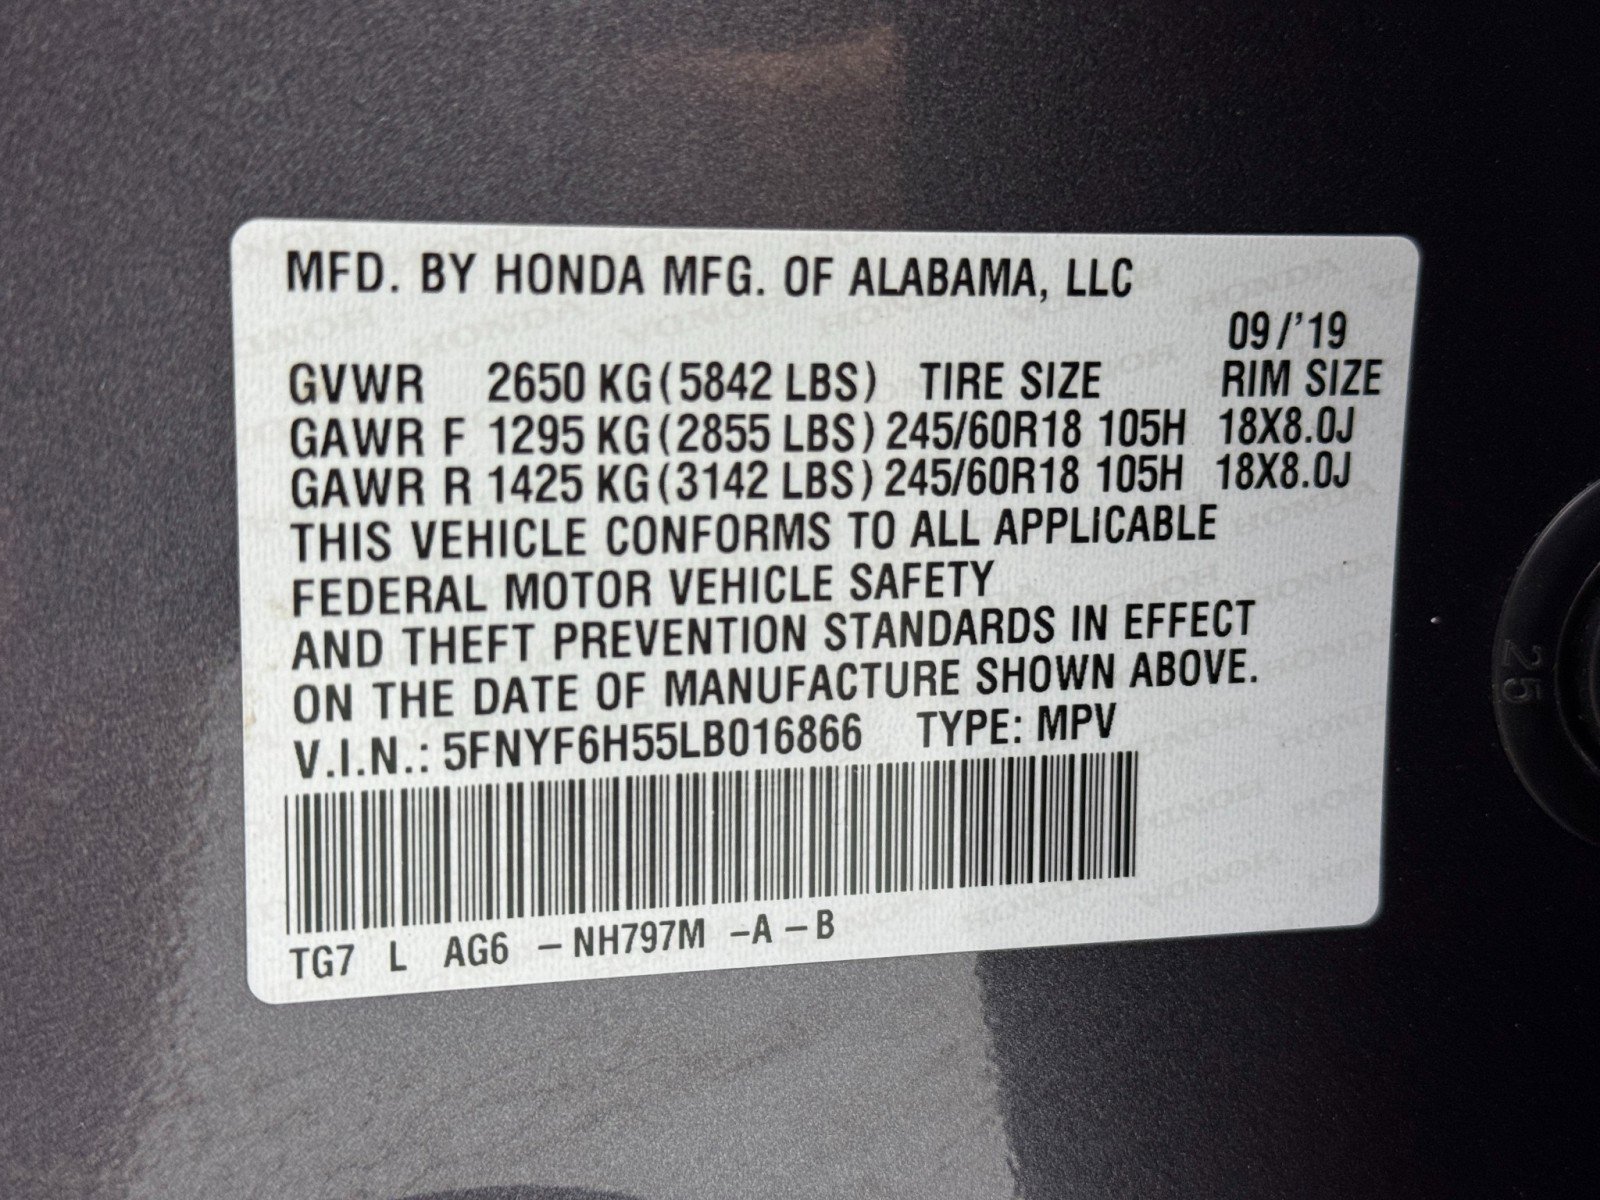 MFD. BY HONDA MFG. OF ALABAMA, LLC
09/'19
GVWR 2650 KG(5842 LBS) TIRE SIZE RIM SIZE
GAWR F 1295 KG(2855 LBS) 245/60R18 105H 18X8.0J
GAWR R 1425 KG(3142 LBS) 245/60R18 105H 18X8.0J
THIS VEHICLE CONFORMS TO ALL APPLICABLE
FEDERAL MOTOR VEHICLE SAFETY
AND THEFT PREVENTION STANDARDS IN EFFECT
ON THE DATE OF MANUFACTURE SHOWN ABOVE.
V.I.N.: 5FNYF6H55LB016866 TYPE: MPV
TG7 L AG6 – NH797M –A – B
25